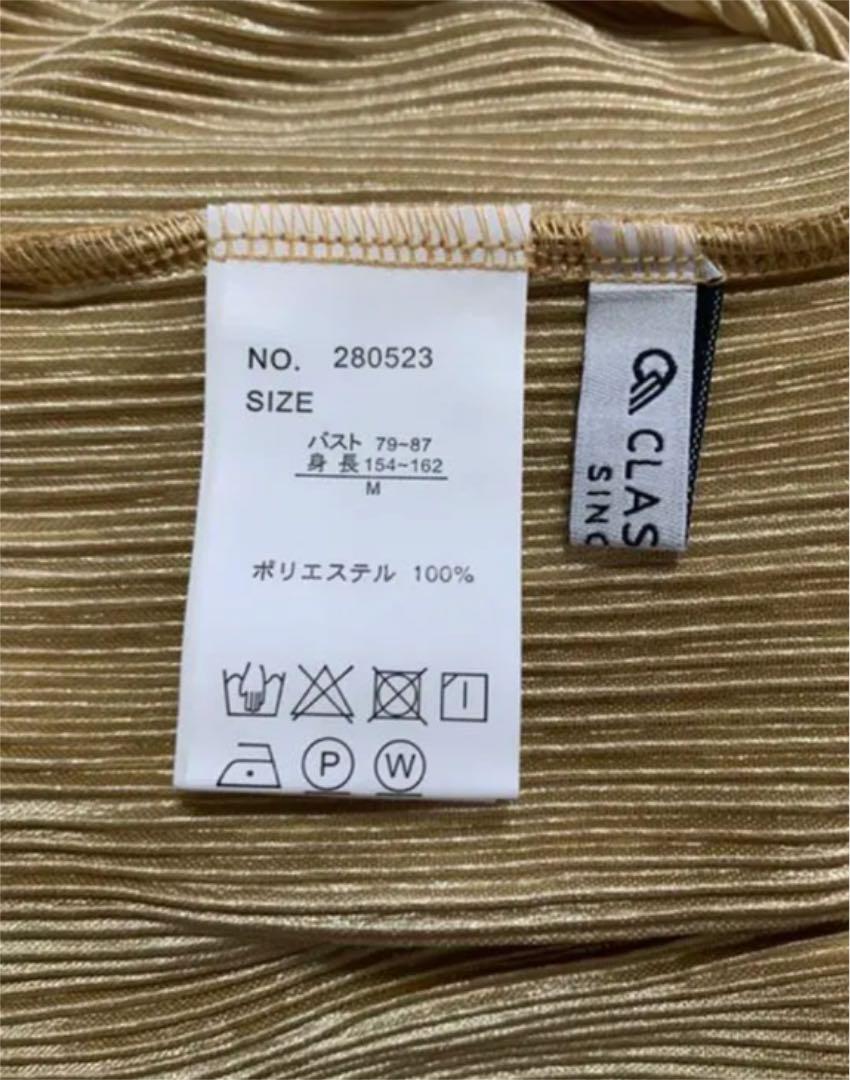 NO. 280523
SIZE
バスト 79~87
身長 154~162
M
ポリエステル 100%
P W
CLAS
SINC